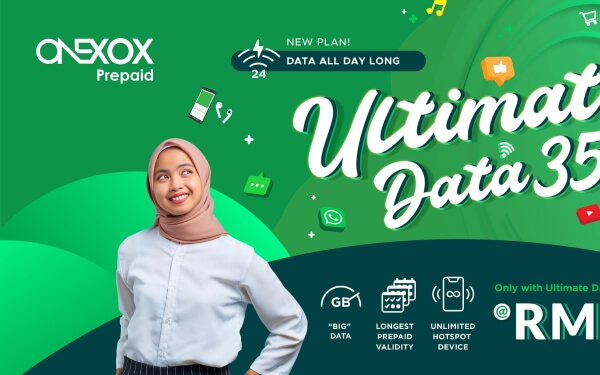 ONEXOX
Prepaid
NEW PLAN!
24
DATA ALL DAY LONG
Ultimat
Data 35
GB
"BIG"
DATA
LONGEST
PREPAID
VALIDITY
UNLIMITED
HOTSPOT
DEVICE
Only with Ultimate Da
@RM